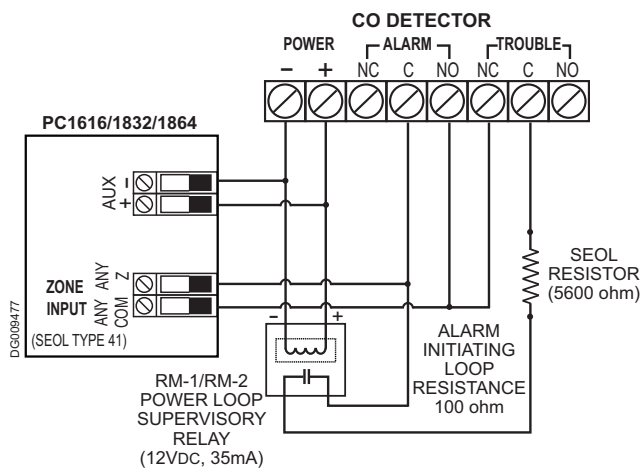 CO DETECTOR
POWER ALARM TROUBLE
− + NC C NO NC C NO
PC1616/1832/1864
AUX
−
+
ZONE
INPUT
ANY
Z
ANY
COM
(SEOL TYPE 41)
DG009477
− +
SEOL
RESISTOR
(5600 ohm)
ALARM
INITIATING
LOOP
RESISTANCE
100 ohm
RM-1/RM-2
POWER LOOP
SUPERVISORY
RELAY
(12VDC, 35mA)